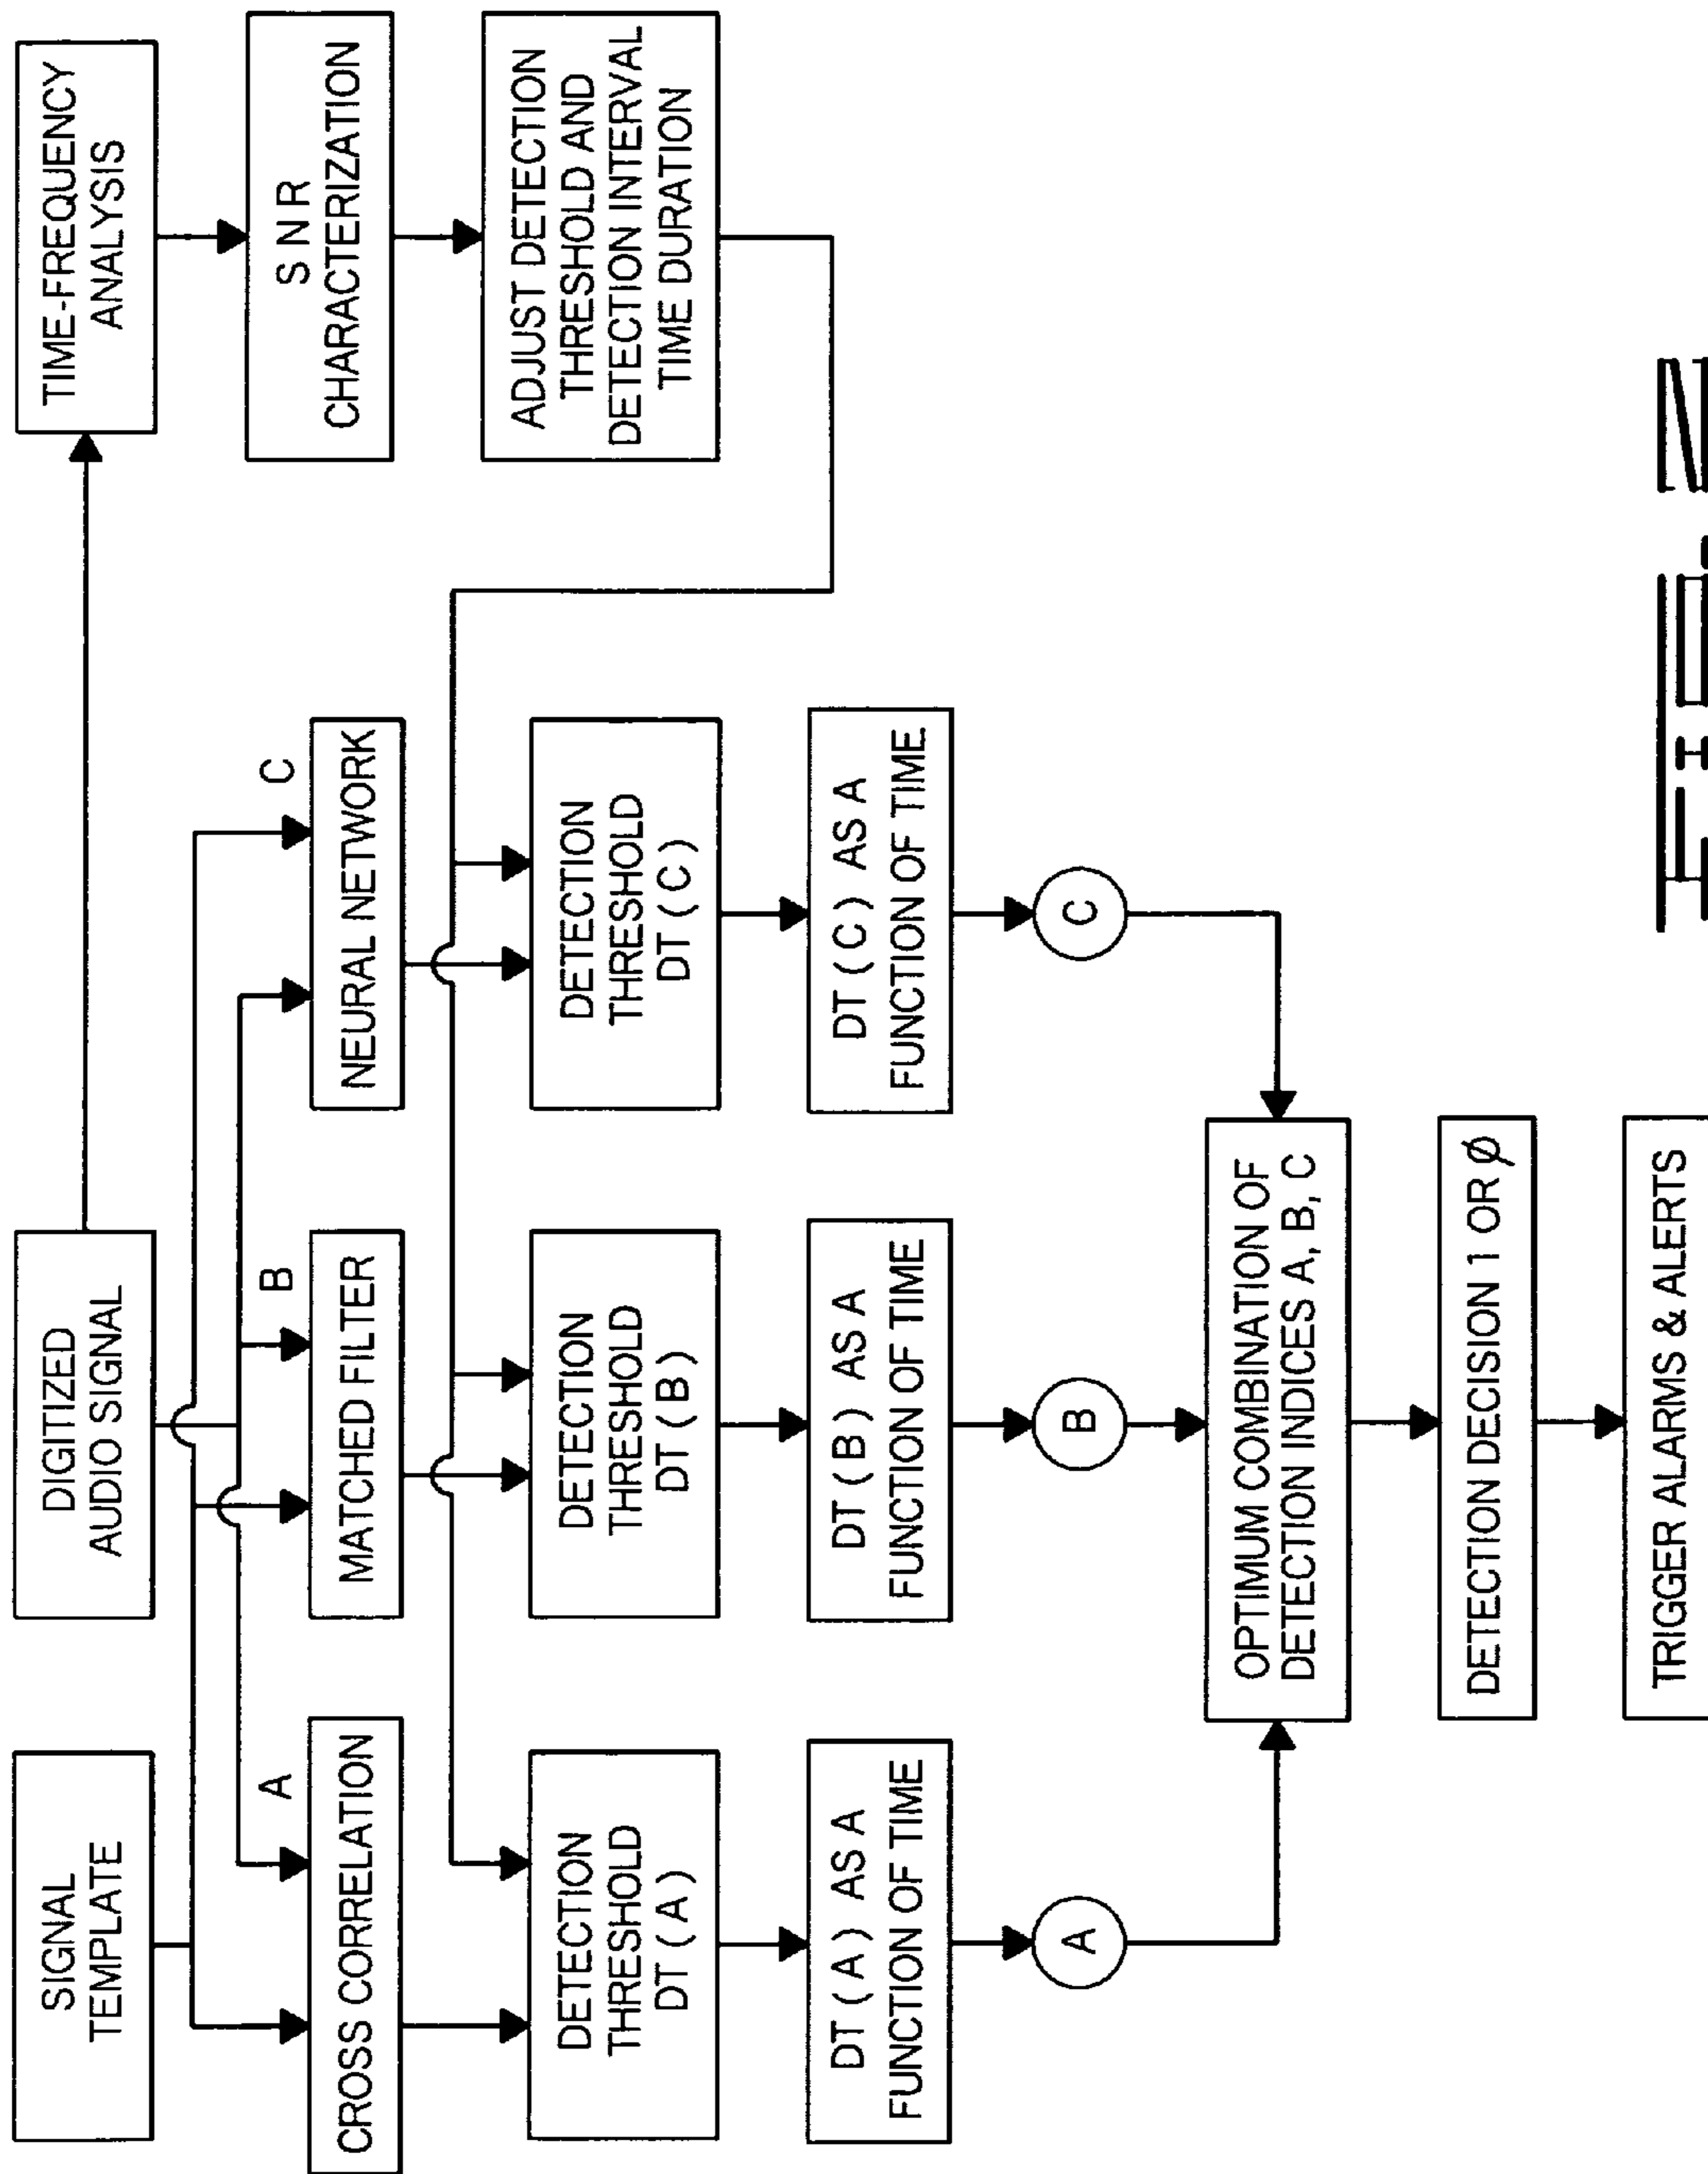 SIGNAL
TEMPLATE
DIGITIZED
AUDIO SIGNAL
TIME-FREQUENCY
ANALYSIS
A
B
C
CROSS CORRELATION
MATCHED FILTER
NEURAL NETWORK
S N R
CHARACTERIZATION
DETECTION
THRESHOLD
DT (A)
DETECTION
THRESHOLD
DT (B)
DETECTION
THRESHOLD
DT (C)
ADJUST DETECTION
THRESHOLD AND
DETECTION INTERVAL
TIME DURATION
DT (A) AS A
FUNCTION OF TIME
DT (B) AS A
FUNCTION OF TIME
DT (C) AS A
FUNCTION OF TIME
A
B
C
OPTIMUM COMBINATION OF
DETECTION INDICES A, B, C
DETECTION DECISION 1 OR Ø
TRIGGER ALARMS & ALERTS